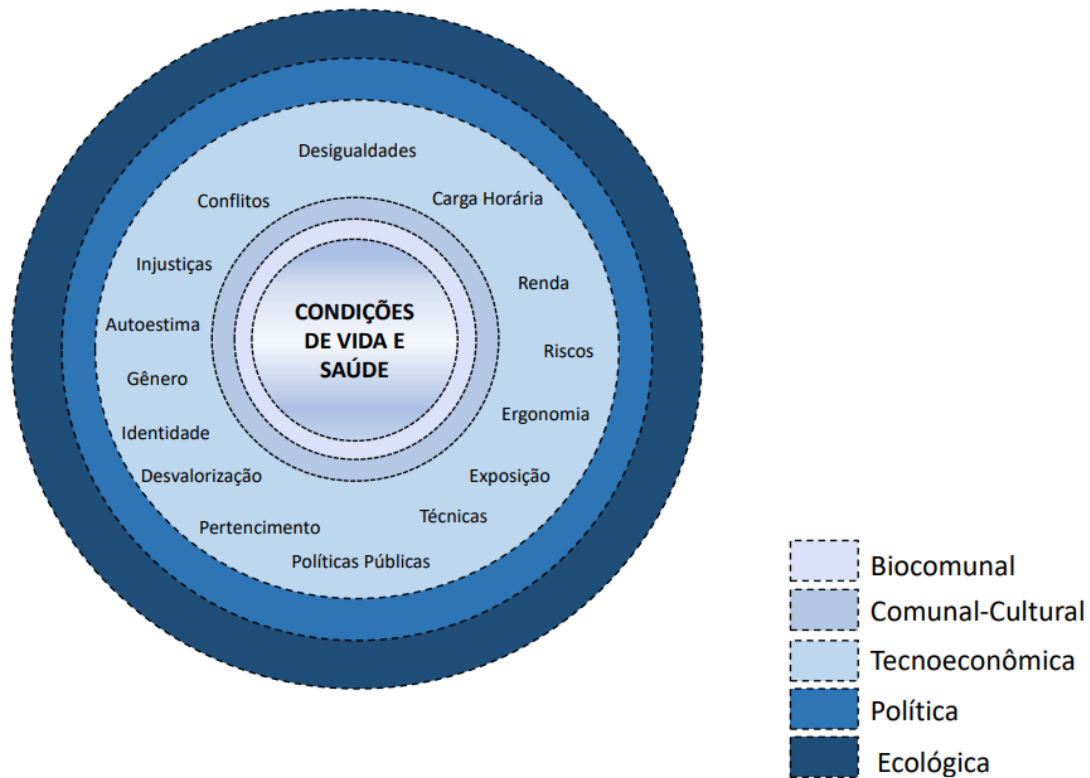 Desigualdades
Conflitos
Carga Horária
Injustiças
Renda
Autoestima
CONDIÇÕES
DE VIDA E
SAÚDE
Riscos
Gênero
Ergonomia
Identidade
Desvalorização
Exposição
Pertencimento
Técnicas
Políticas Públicas
Biocomunal
Comunal-Cultural
Tecnoeconômica
Política
Ecológica